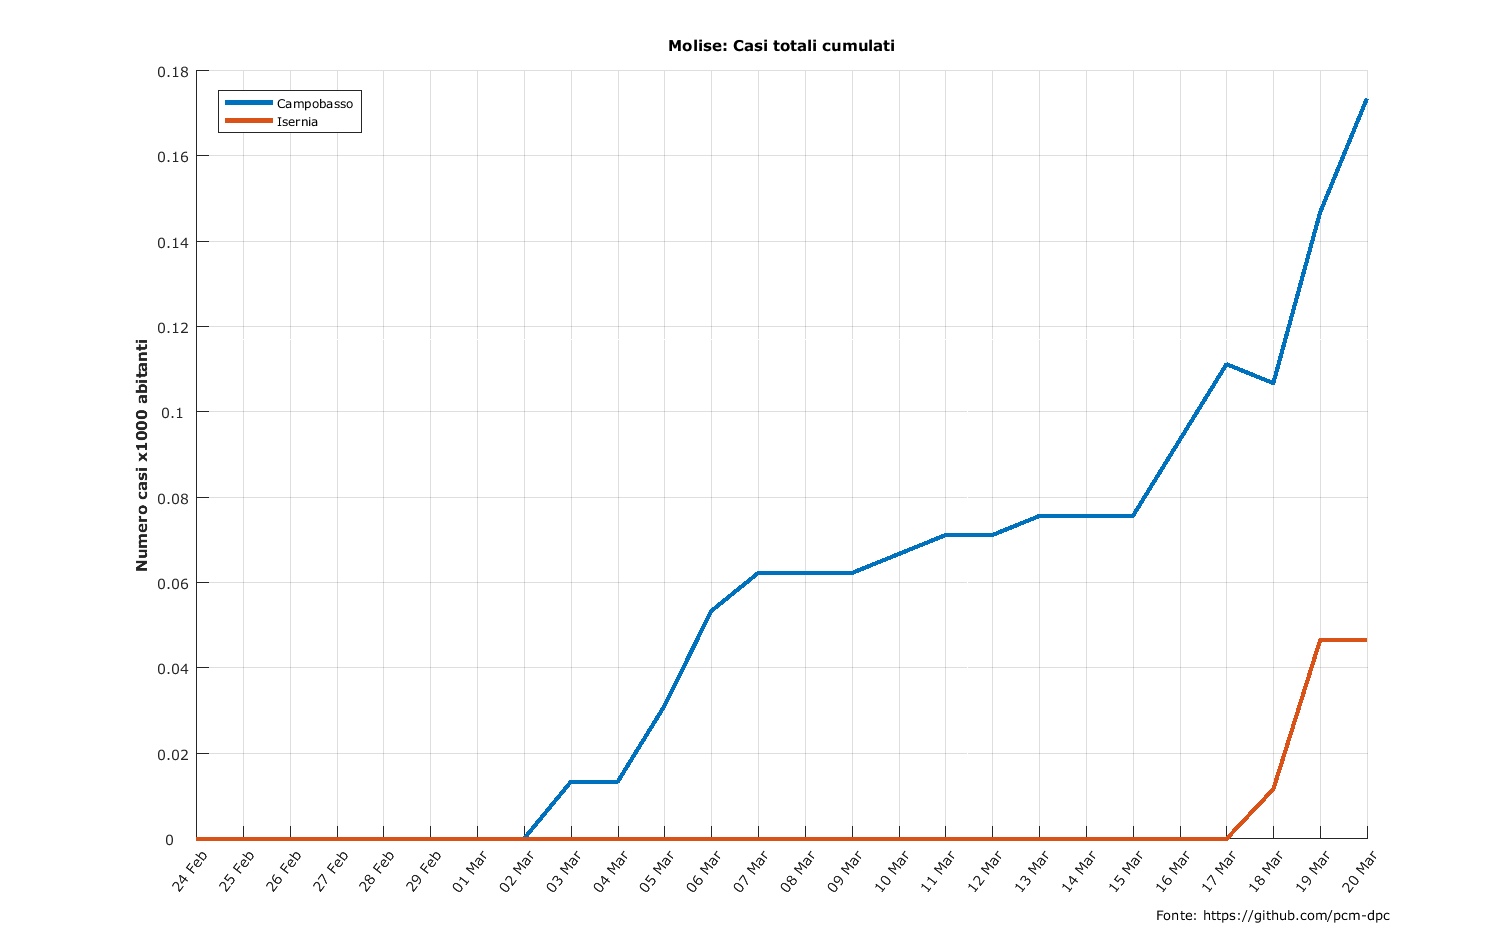 Molise: Casi totali cumulati
Campobasso
Isernia
Numero casi x1000 abitanti
0.18
0.16
0.14
0.12
0.1
0.08
0.06
0.04
0.02
0
24 Feb
25 Feb
26 Feb
27 Feb
28 Feb
29 Feb
01 Mar
02 Mar
03 Mar
04 Mar
05 Mar
06 Mar
07 Mar
08 Mar
09 Mar
10 Mar
11 Mar
12 Mar
13 Mar
14 Mar
15 Mar
16 Mar
17 Mar
18 Mar
19 Mar
20 Mar
Fonte: https://github.com/pcm-dpc